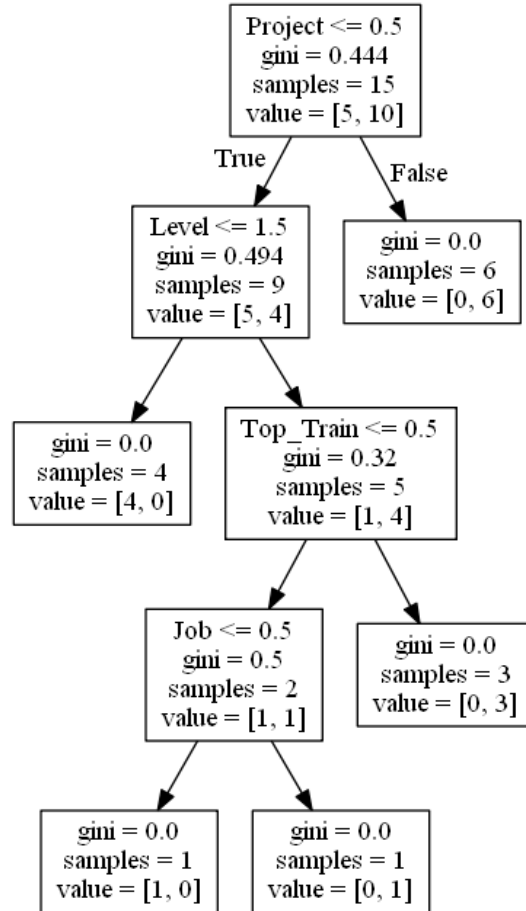 Project <= 0.5
gini = 0.444
samples = 15
value = [5, 10]
True
False
Level <= 1.5
gini = 0.494
samples = 9
value = [5, 4]
gini = 0.0
samples = 6
value = [0, 6]
gini = 0.0
samples = 4
value = [4, 0]
Top_Train <= 0.5
gini = 0.32
samples = 5
value = [1, 4]
Job <= 0.5
gini = 0.5
samples = 2
value = [1, 1]
gini = 0.0
samples = 3
value = [0, 3]
gini = 0.0
samples = 1
value = [1, 0]
gini = 0.0
samples = 1
value = [0, 1]